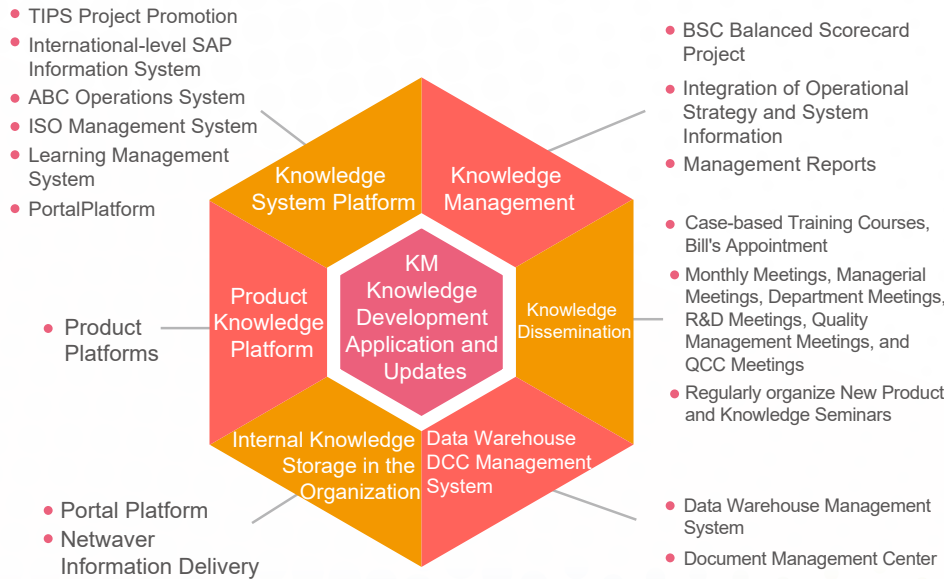 TIPS Project Promotion
International-level SAP
Information System
ABC Operations System
ISO Management System
Learning Management
System
PortalPlatform
BSC Balanced Scorecard
Project
Integration of Operational
Strategy and System
Information
Management Reports
Knowledge
System Platform
Knowledge
Management
Product
Knowledge
Platform
KM
Knowledge
Development
Application and
Updates
Knowledge
Dissemination
Case-based Training Courses,
Bill's Appointment
Monthly Meetings, Managerial
Meetings, Department Meetings,
R&D Meetings, Quality
Management Meetings, and
QCC Meetings
Regularly organize New Product
and Knowledge Seminars
Product
Platforms
Internal Knowledge
Storage in the
Organization
Data Warehouse
DCC Management
System
Portal Platform
Netwaver
Information Delivery
Data Warehouse Management
System
Document Management Center